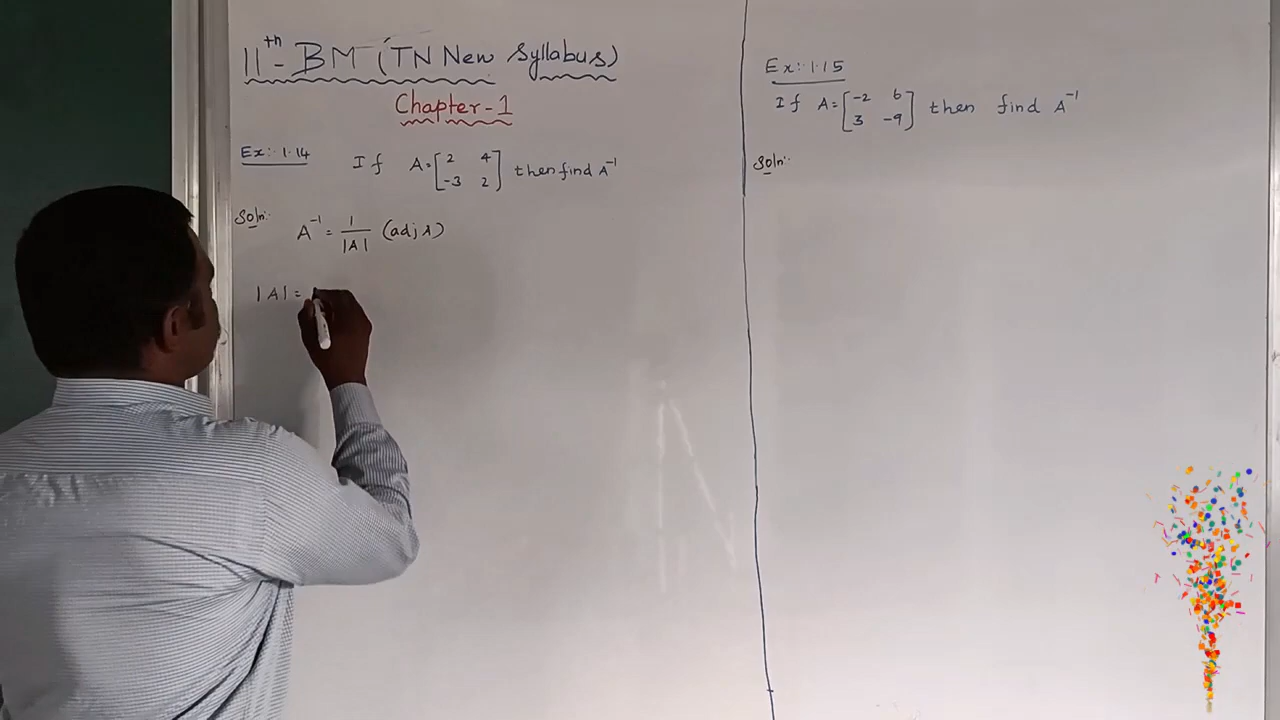 11th - BM (TN New Syllabus)
Chapter-1
Ex:- 1.14 If A=[2 4
-3 2] then find A⁻¹
Soln:- A⁻¹ = 1/|A| (adj A)
|A| =
Ex:- 1.15
If A=[-2 6
3 -9] then find A⁻¹
Soln:-